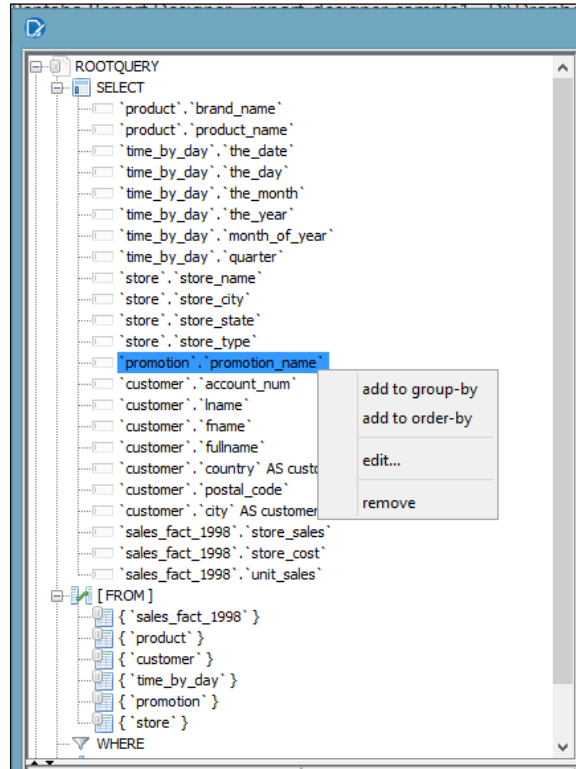 ROOTQUERY
SELECT
`product`.`brand_name`
`product`.`product_name`
`time_by_day`.`the_date`
`time_by_day`.`the_day`
`time_by_day`.`the_month`
`time_by_day`.`the_year`
`time_by_day`.`month_of_year`
`time_by_day`.`quarter`
`store`.`store_name`
`store`.`store_city`
`store`.`store_state`
`store`.`store_type`
`promotion`.`promotion_name`
`customer`.`account_num`
`customer`.`lname`
`customer`.`fname`
`customer`.`fullname`
`customer`.`country` AS custo
`customer`.`postal_code`
`customer`.`city` AS customer
`sales_fact_1998`.`store_sales`
`sales_fact_1998`.`store_cost`
`sales_fact_1998`.`unit_sales`
add to group-by
add to order-by
edit...
remove
[ FROM ]
{ `sales_fact_1998` }
{ `product` }
{ `customer` }
{ `time_by_day` }
{ `promotion` }
{ `store` }
WHERE